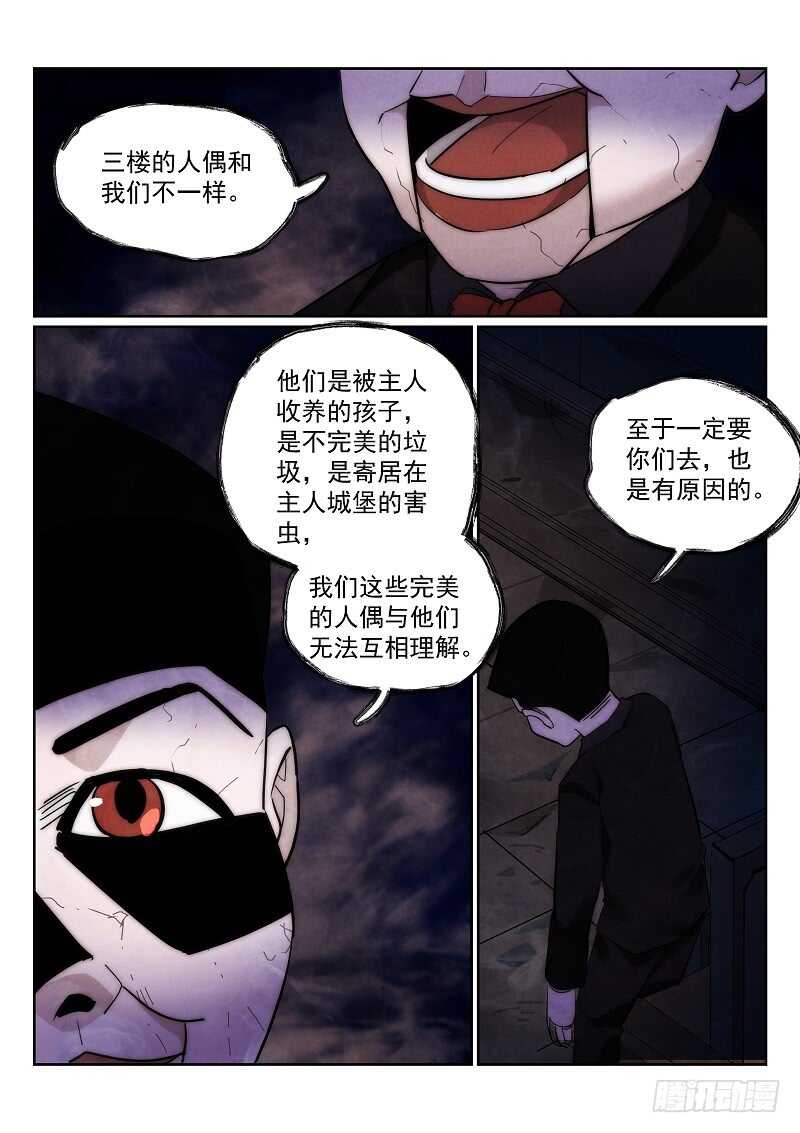 三楼的人偶和
我们不一样。
他们是被主人
收养的孩子，
是不完美的垃
圾，是寄居在
主人城堡的害
虫，
我们这些完美
的人偶与他们
无法互相理解。
至于一定要
你们去，也
是有原因的。
腾讯动漫